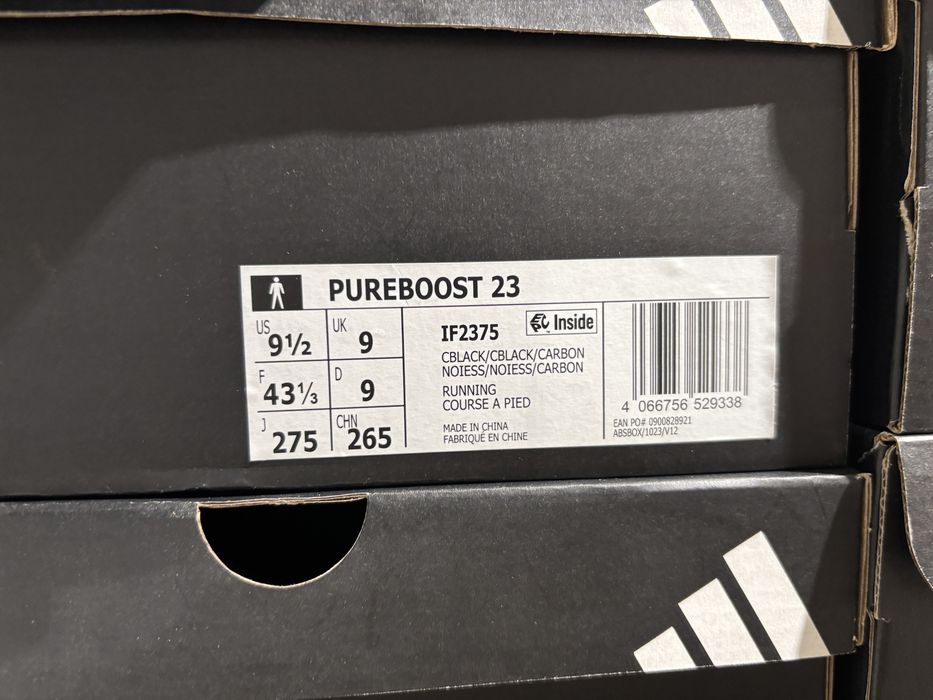 PUREBOOST 23
US 9½ UK 9
F 43⅓ D 9
J 275 CHN 265
IF2375 Inside
CBLACK/CBLACK/CARBON
NOIESS/NOIESS/CARBON
RUNNING
COURSE A PIED
MADE IN CHINA
FABRIQUÉ EN CHINE
4 066756 529338
EAN PO# 0900828921
ABSBOX/1023/V12